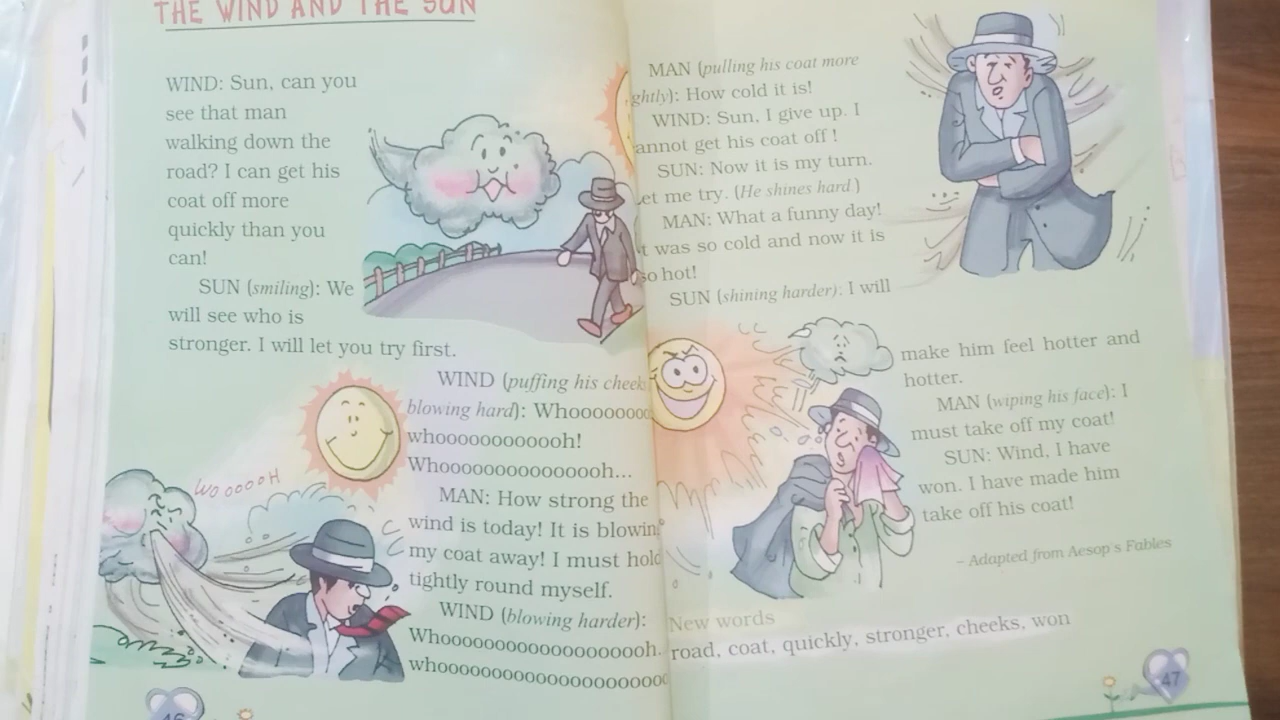 THE WIND AND THE SUN
WIND: Sun, can you
see that man
walking down the
road? I can get his
coat off more
quickly than you
can!
SUN (smiling): We
will see who is
stronger. I will let you try first.
WIND (puffing his cheek
blowing hard): Whoooooooo
whooooooooooooh!
Whoooooooooooooooh...
MAN: How strong the
wind is today! It is blowin
my coat away! I must hold
tightly round myself.
WIND (blowing harder):
Whooooooooooooooooooh.
whooooooooooooooooooooo
WOOOOOH
46
MAN (pulling his coat more
ghtly): How cold it is!
WIND: Sun, I give up. I
annot get his coat off !
SUN: Now it is my turn.
et me try. (He shines hard.)
MAN: What a funny day!
t was so cold and now it is
so hot!
SUN (shining harder): I will
make him feel hotter and
hotter.
MAN (wiping his face): I
must take off my coat!
SUN: Wind, I have
won. I have made him
take off his coat!
– Adapted from Aesop's Fables
New words
road, coat, quickly, stronger, cheeks, won
47